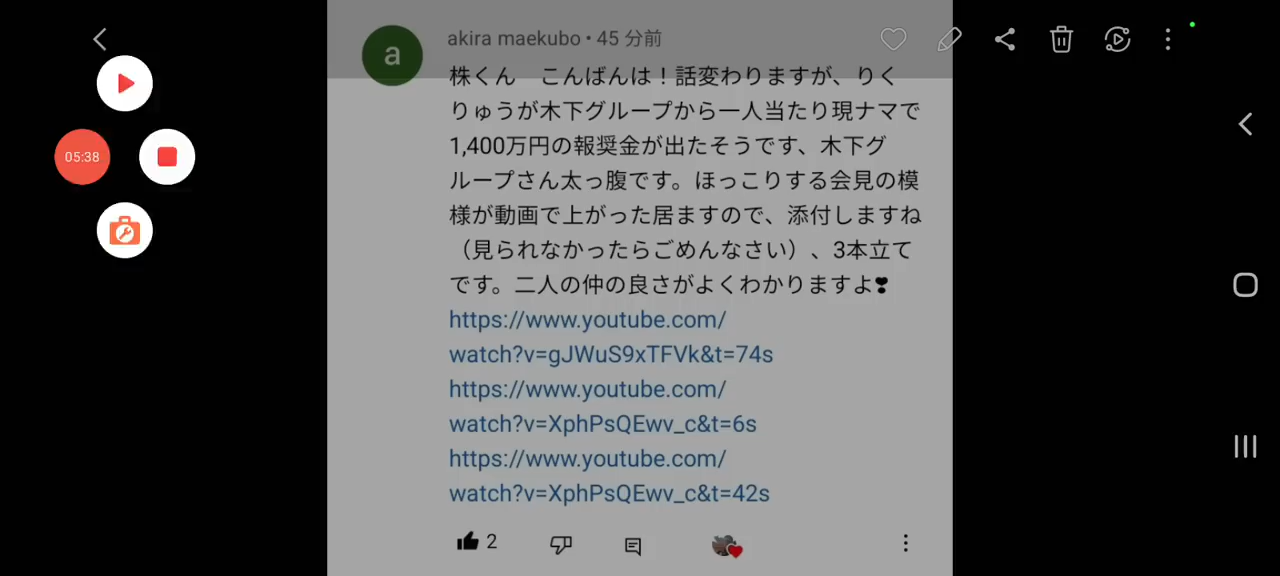 akira maekubo • 45 分前
a
株くん　こんばんは！話変わりますが、りく
りゅうが木下グループから一人当たり現ナマで
1,400万円の報奨金が出たそうです、木下グ
ループさん太っ腹です。ほっこりする会見の模
様が動画で上がった居ますので、添付しますね
（見られなかったらごめんなさい）、3本立て
です。二人の仲の良さがよくわかりますよ❣
https://www.youtube.com/
watch?v=gJWuS9xTFVk&t=74s
https://www.youtube.com/
watch?v=XphPsQEwv_c&t=6s
https://www.youtube.com/
watch?v=XphPsQEwv_c&t=42s
2
05:38